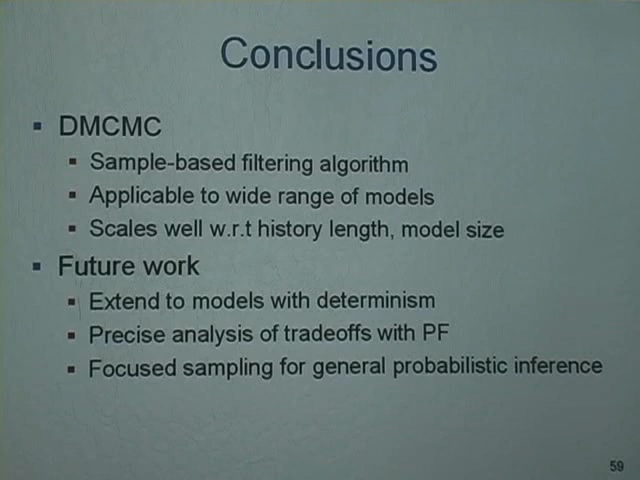 Conclusions
DMCMC
Sample-based filtering algorithm
Applicable to wide range of models
Scales well w.r.t history length, model size
Future work
Extend to models with determinism
Precise analysis of tradeoffs with PF
Focused sampling for general probabilistic inference
59